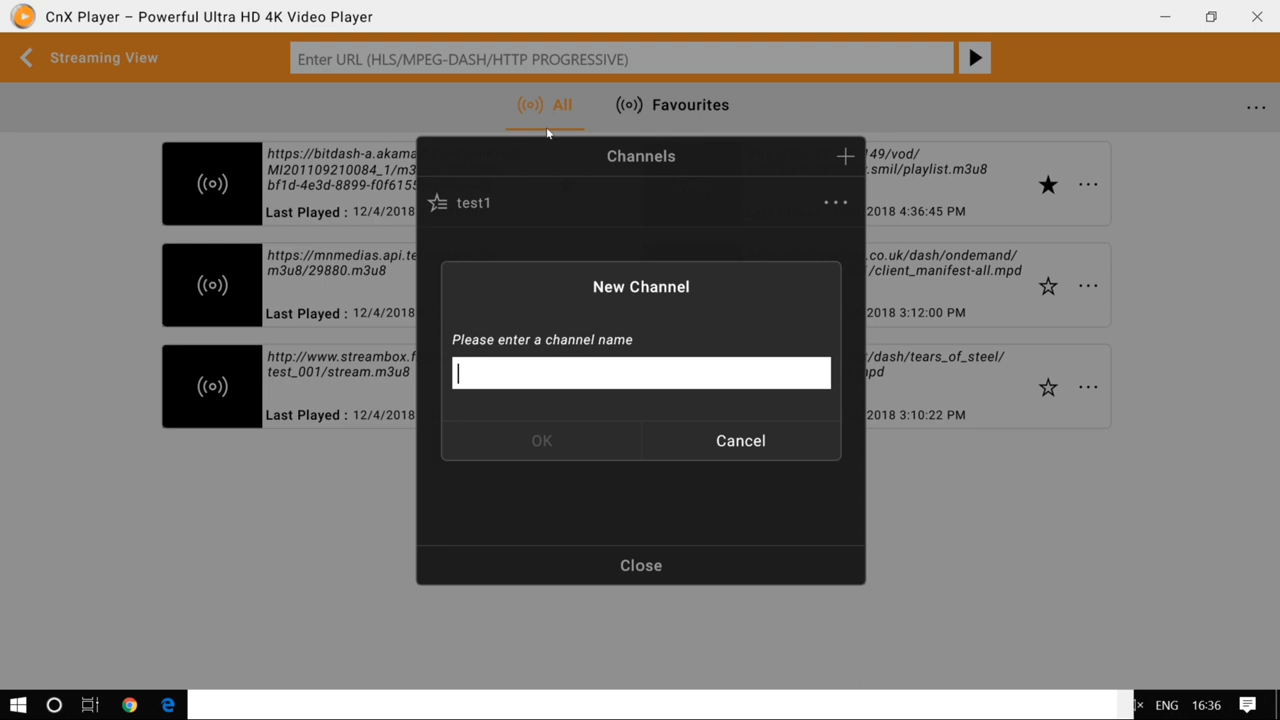 CnX Player – Powerful Ultra HD 4K Video Player
Streaming View
Enter URL (HLS/MPEG-DASH/HTTP PROGRESSIVE)
All
Favourites
Channels
test1
New Channel
Please enter a channel name
OK
Cancel
Close
https://bitdash-a.akama
MI201109210084_1/m3
bf1d-4e3d-8899-f0f6155
Last Played : 12/4/2018
149/vod/
.smil/playlist.m3u8
2018 4:36:45 PM
https://mnmedias.api.te
m3u8/29880.m3u8
Last Played : 12/4/2018
.co.uk/dash/ondemand/
/client_manifest-all.mpd
2018 3:12:00 PM
http://www.streambox.f
test_001/stream.m3u8
Last Played : 12/4/2018
/dash/tears_of_steel/
pd
2018 3:10:22 PM
ENG 16:36